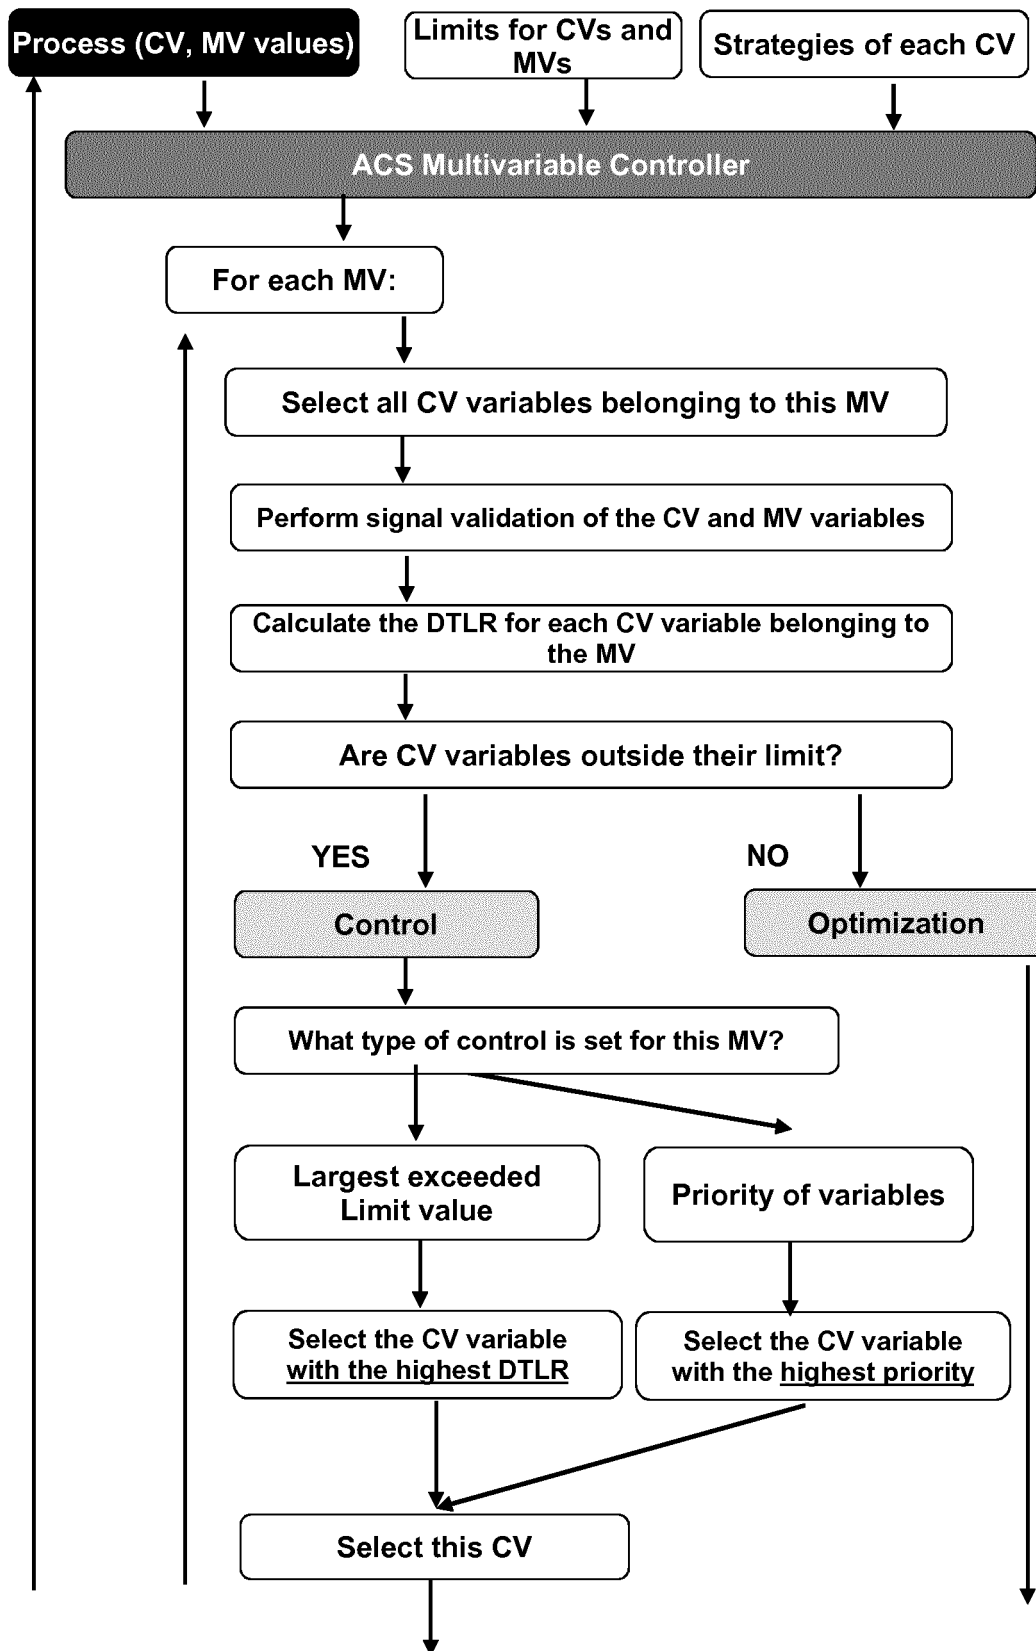 Process (CV, MV values)
Limits for CVs and
MVs
Strategies of each CV
ACS Multivariable Controller
For each MV:
Select all CV variables belonging to this MV
Perform signal validation of the CV and MV variables
Calculate the DTLR for each CV variable belonging to
the MV
Are CV variables outside their limit?
YES
NO
Control
Optimization
What type of control is set for this MV?
Largest exceeded
Limit value
Priority of variables
Select the CV variable
with the highest DTLR
Select the CV variable
with the highest priority
Select this CV